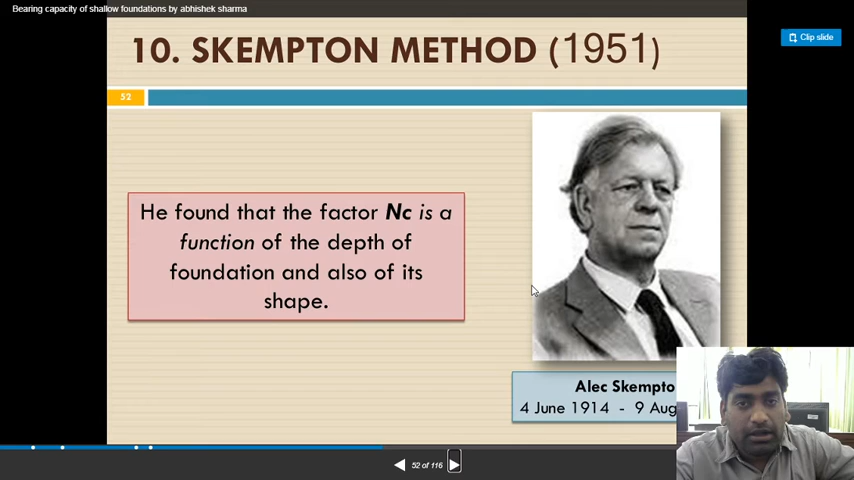 Bearing capacity of shallow foundations by abhishek sharma
Clip slide
10. SKEMPTON METHOD (1951)
52
He found that the factor Nc is a
function of the depth of
foundation and also of its
shape.
Alec Skempto
4 June 1914 - 9 Aug
52 of 116